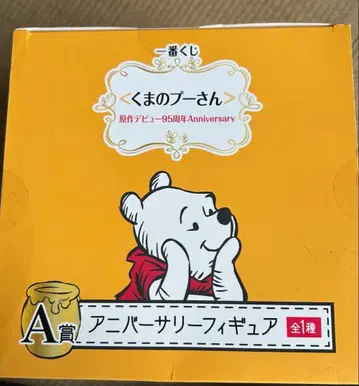 一番くじ
<くまのプーさん>
原作デビュー95周年Anniversary
A賞 アニバーサリーフィギュア 全1種